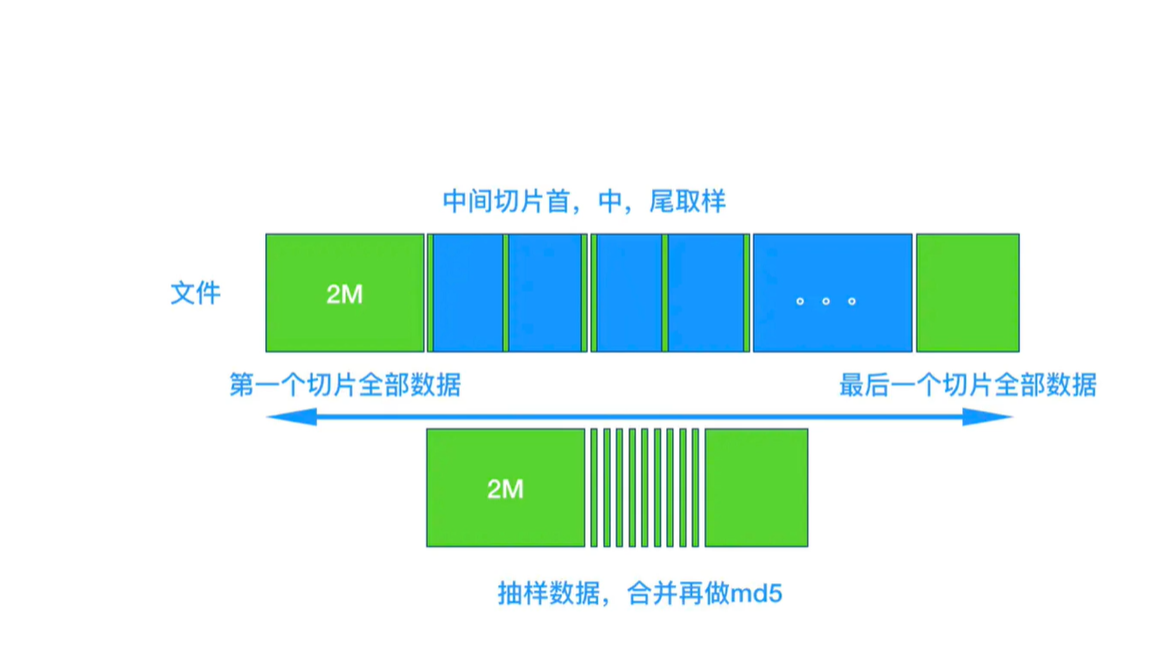 中间切片首，中，尾取样
文件
2M
。。。
第一个切片全部数据
最后一个切片全部数据
2M
抽样数据，合并再做md5